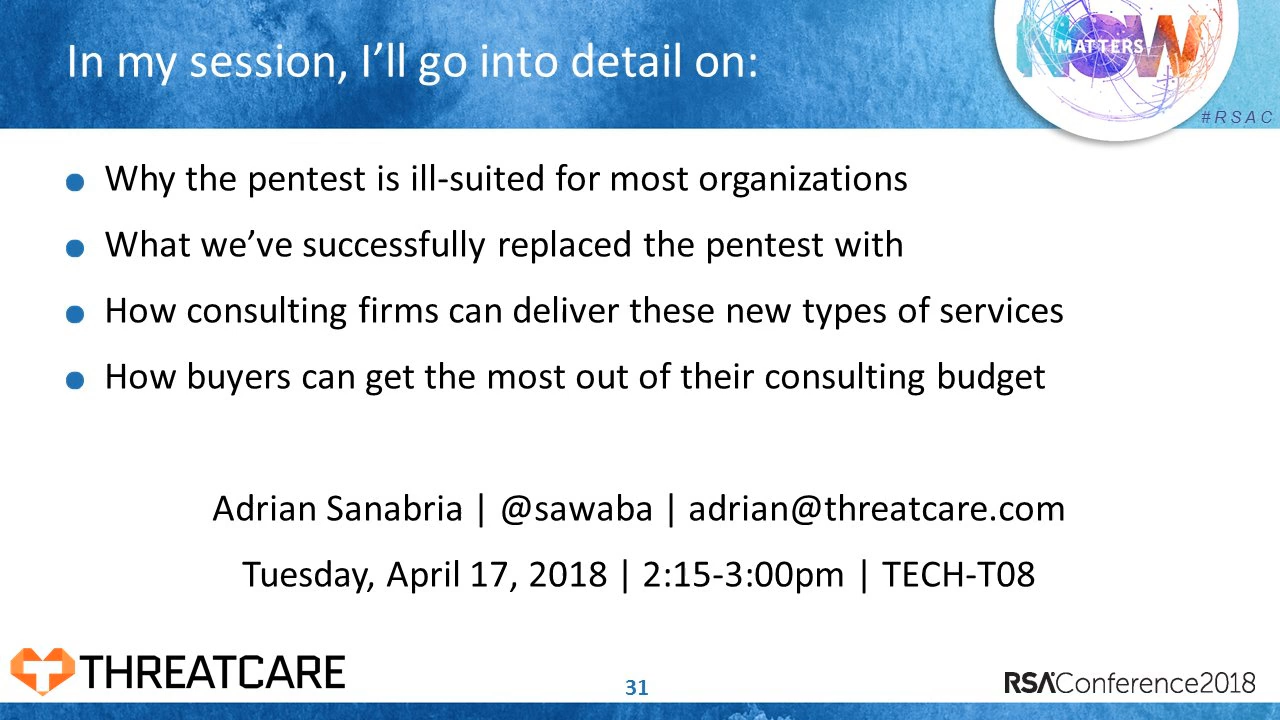 In my session, I’ll go into detail on:
NOW
MATTERS
#RSAC
Why the pentest is ill-suited for most organizations
What we’ve successfully replaced the pentest with
How consulting firms can deliver these new types of services
How buyers can get the most out of their consulting budget
Adrian Sanabria | @sawaba | adrian@threatcare.com
Tuesday, April 17, 2018 | 2:15-3:00pm | TECH-T08
THREATCARE
31
RSAConference2018